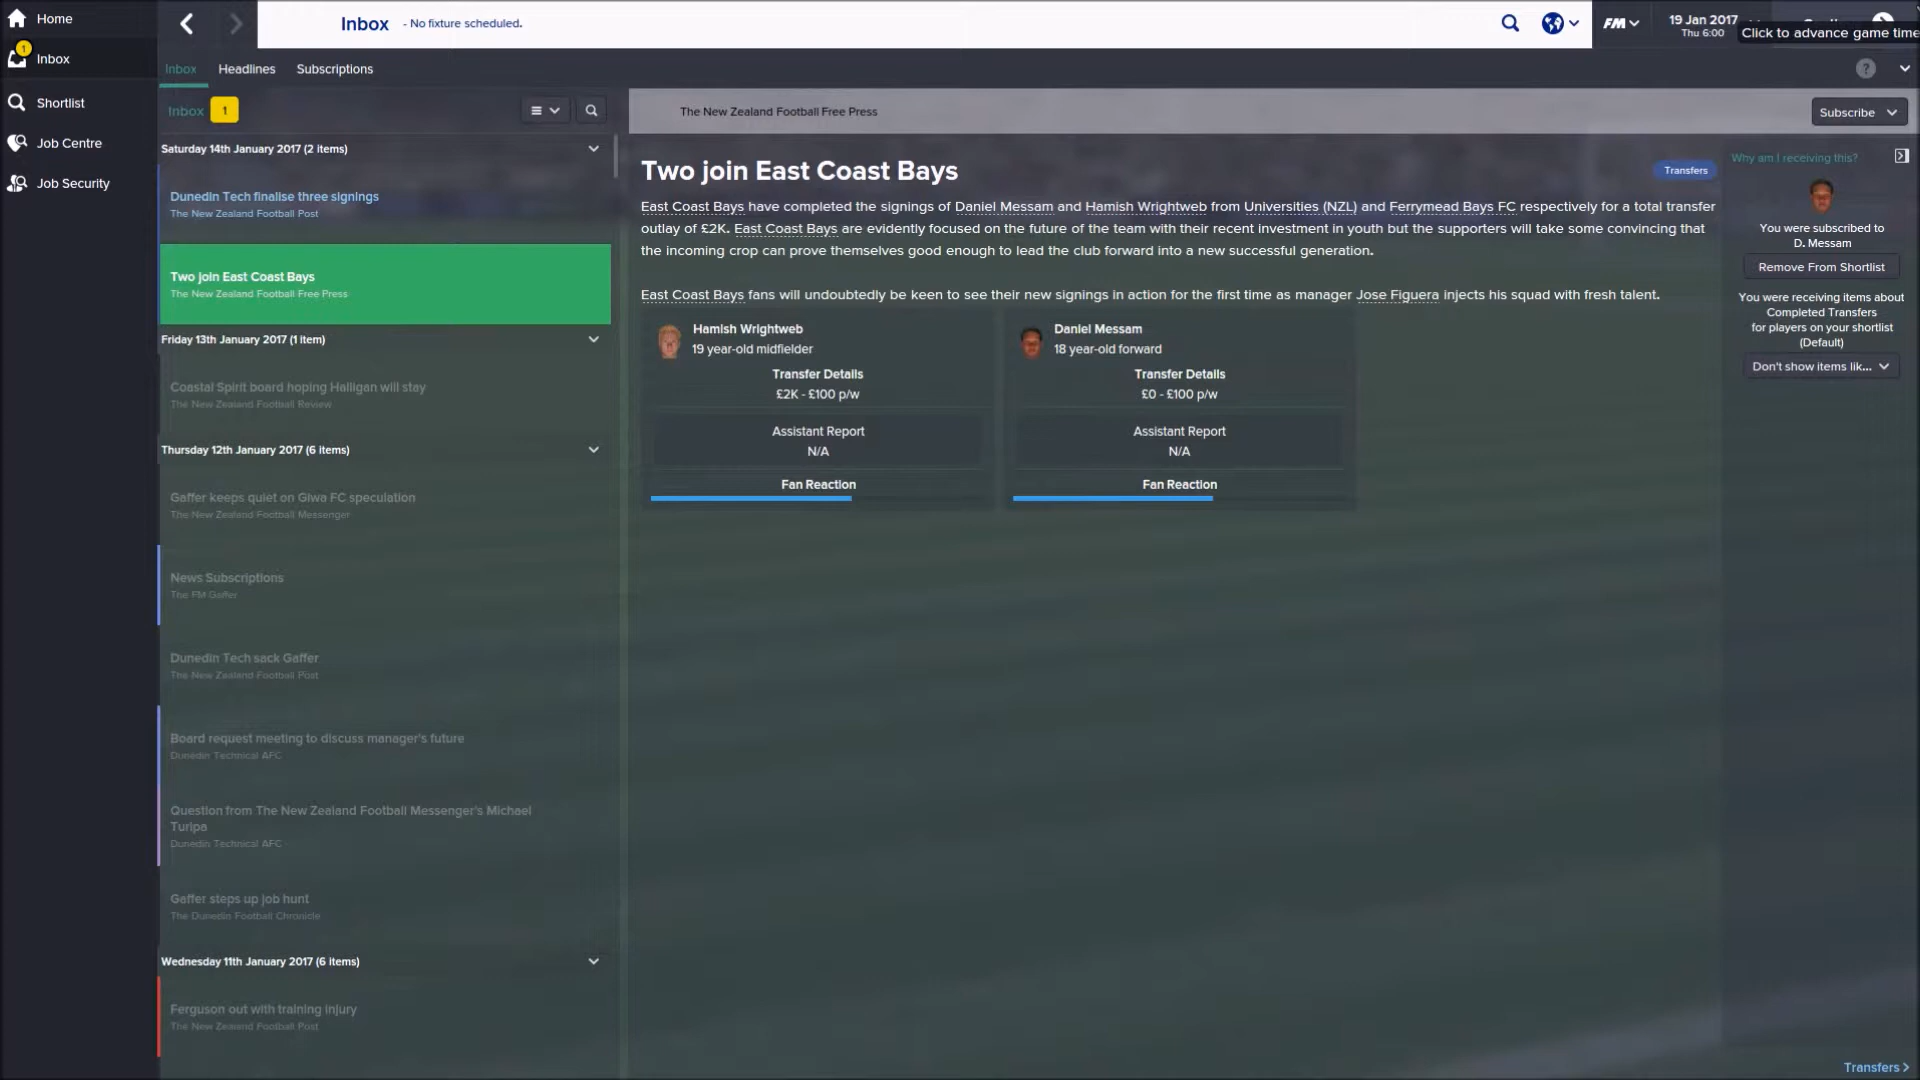 Home
1
Inbox
Shortlist
Job Centre
Job Security
Inbox - No fixture scheduled.
FM
19 Jan 2017
Thu 6:00
Click to advance game time
Inbox Headlines Subscriptions
?
Inbox 1
Saturday 14th January 2017 (2 items)
Dunedin Tech finalise three signings
The New Zealand Football Post
Two join East Coast Bays
The New Zealand Football Free Press
Friday 13th January 2017 (1 item)
Coastal Spirit board hoping Halligan will stay
The New Zealand Football Review
Thursday 12th January 2017 (6 items)
Gaffer keeps quiet on Giwa FC speculation
The New Zealand Football Messenger
News Subscriptions
The FM Gaffer
Dunedin Tech sack Gaffer
The New Zealand Football Post
Board request meeting to discuss manager's future
Dunedin Technical AFC
Question from The New Zealand Football Messenger's Michael
Turipa
Dunedin Technical AFC
Gaffer steps up job hunt
The Dunedin Football Chronicle
Wednesday 11th January 2017 (6 items)
Ferguson out with training injury
The New Zealand Football Post
The New Zealand Football Free Press
Subscribe
Two join East Coast Bays
Transfers
East Coast Bays have completed the signings of Daniel Messam and Hamish Wrightweb from Universities (NZL) and Ferrymead Bays FC respectively for a total transfer
outlay of £2K. East Coast Bays are evidently focused on the future of the team with their recent investment in youth but the supporters will take some convincing that
the incoming crop can prove themselves good enough to lead the club forward into a new successful generation.
East Coast Bays fans will undoubtedly be keen to see their new signings in action for the first time as manager Jose Figuera injects his squad with fresh talent.
Hamish Wrightweb
19 year-old midfielder
Transfer Details
£2K - £100 p/w
Assistant Report
N/A
Fan Reaction
Daniel Messam
18 year-old forward
Transfer Details
£0 - £100 p/w
Assistant Report
N/A
Fan Reaction
Why am I receiving this?
You were subscribed to
D. Messam
Remove From Shortlist
You were receiving items about
Completed Transfers
for players on your shortlist
(Default)
Don't show items lik...
Transfers >